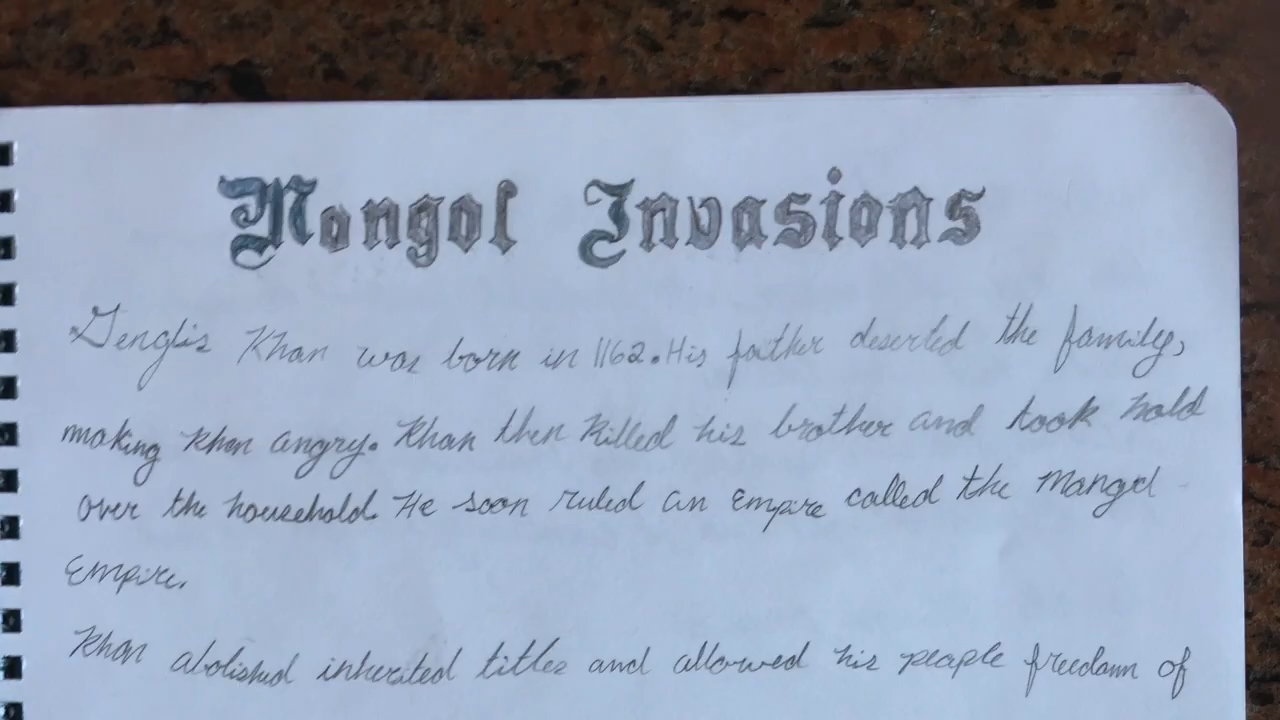 Mongol Invasions
Genghis Khan was born in 1162. His father deserted the family,
making Khan angry. Khan then killed his brother and took hold
over the household. He soon ruled an Empire called the Mongol
Empire.
Khan abolished inherited titles and allowed his people freedom of